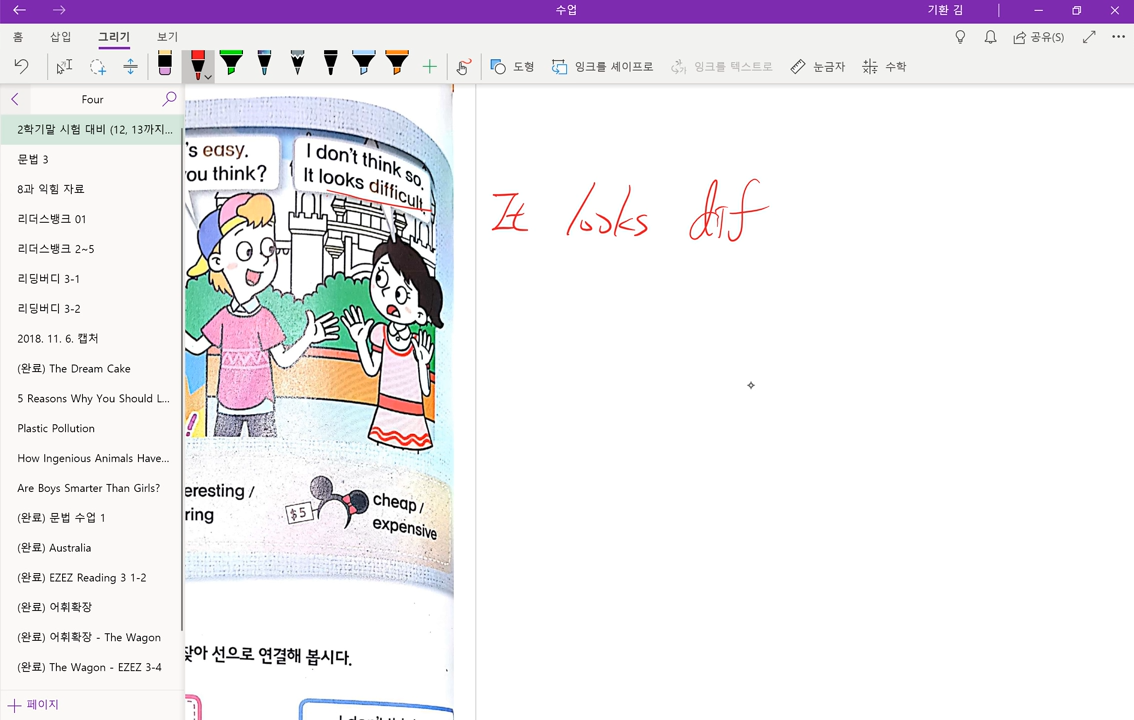 수업
기환 김
홈 삽입 그리기 보기
공유(S)
도형 잉크를 셰이프로 잉크를 텍스트로 눈금자 수학
Four
2학기말 시험 대비 (12, 13까지...
문법 3
8과 익힘 자료
리더스뱅크 01
리더스뱅크 2~5
리딩버디 3-1
리딩버디 3-2
2018. 11. 6. 캡처
(완료) The Dream Cake
5 Reasons Why You Should L...
Plastic Pollution
How Ingenious Animals Have...
Are Boys Smarter Than Girls?
(완료) 문법 수업 1
(완료) Australia
(완료) EZEZ Reading 3 1-2
(완료) 어휘확장
(완료) 어휘확장 - The Wagon
(완료) The Wagon - EZEZ 3-4
페이지
's easy.
ou think?
I don't think so.
It looks difficult.
eresting /
ring
$5
cheap /
expensive
찾아 선으로 연결해 봅시다.
It looks dif